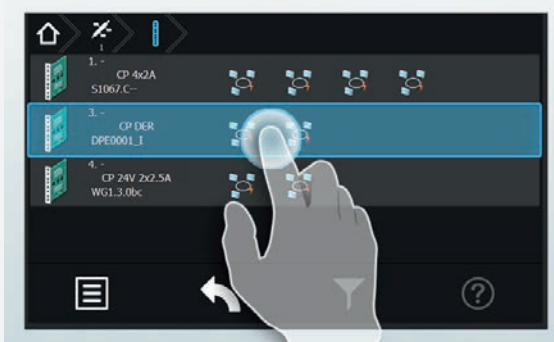 1
1. -
CP 4x2A
S1067.C--
3. -
CP DER
DPE0001_I
4. -
CP 24V 2x2.5A
WG1.3.0bc
?